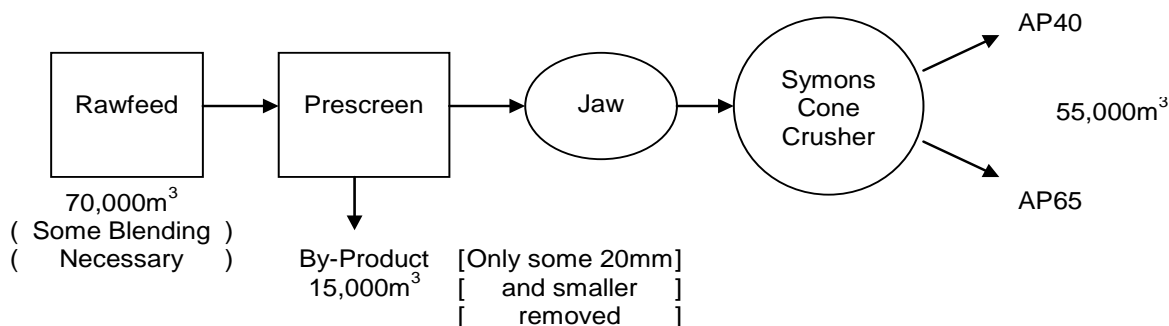 Rawfeed
70,000m³
( Some Blending )
( Necessary )
Prescreen
By-Product
15,000m³
[Only some 20mm]
[ and smaller ]
[ removed ]
Jaw
Symons
Cone
Crusher
AP40
55,000m³
AP65